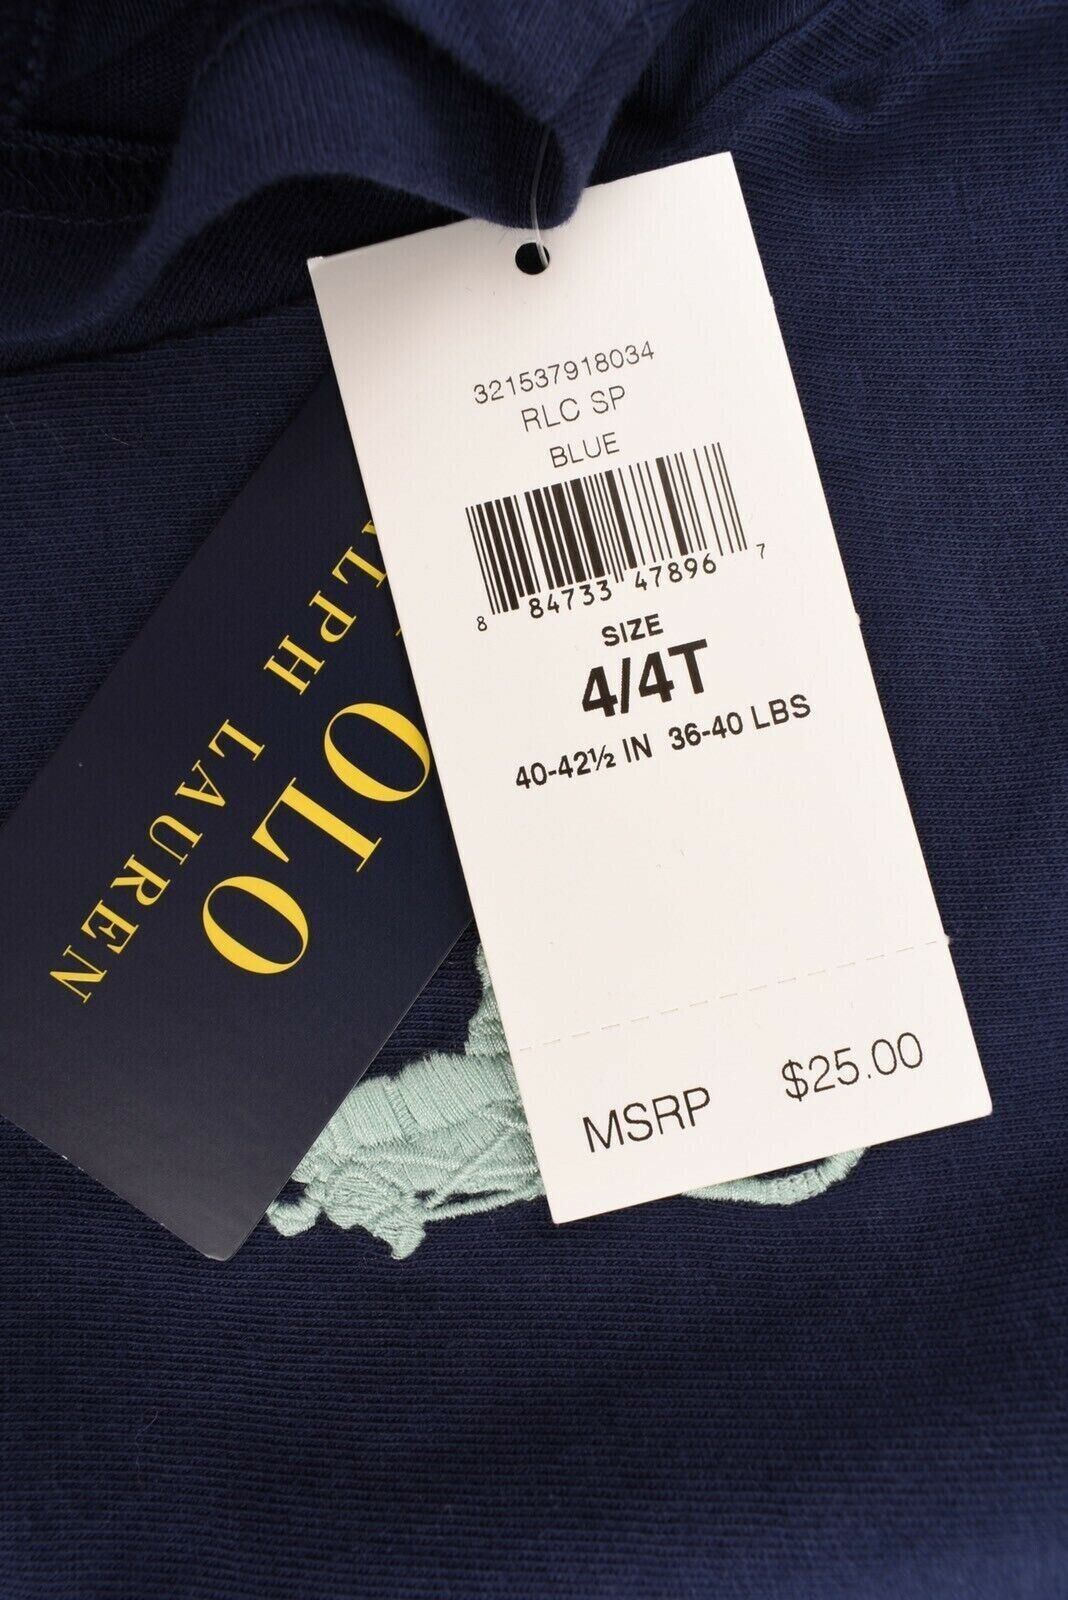 321537918034
RLC SP
BLUE
8 84733 47896 7
SIZE
4/4T
40-42½ IN 36-40 LBS
MSRP $25.00
OLO
ALPH LAUREN